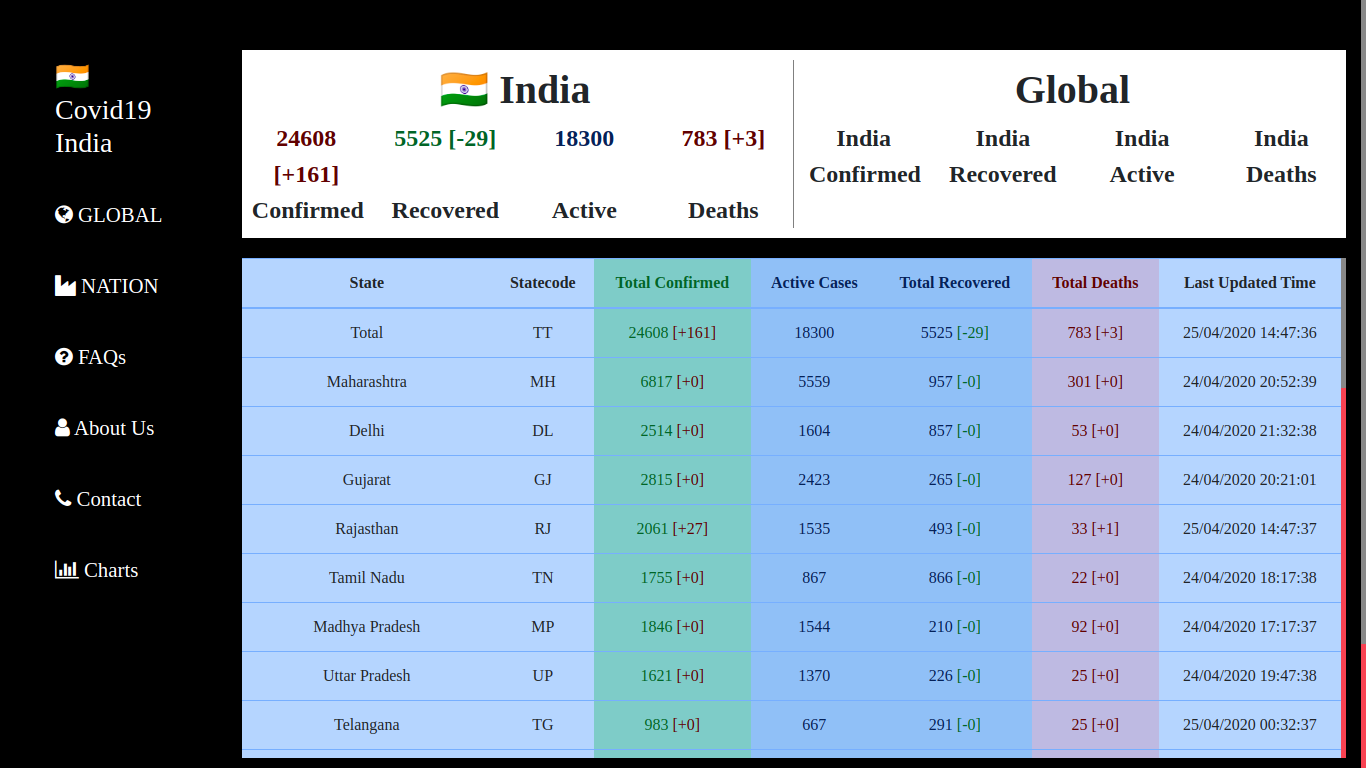 Covid19
India
GLOBAL
NATION
FAQs
About Us
Contact
Charts
India
24608 5525 [-29] 18300 783 [+3]
[+161]
Confirmed Recovered Active Deaths
Global
India India India India
Confirmed Recovered Active Deaths
State Statecode Total Confirmed Active Cases Total Recovered Total Deaths Last Updated Time
Total TT 24608 [+161] 18300 5525 [-29] 783 [+3] 25/04/2020 14:47:36
Maharashtra MH 6817 [+0] 5559 957 [-0] 301 [+0] 24/04/2020 20:52:39
Delhi DL 2514 [+0] 1604 857 [-0] 53 [+0] 24/04/2020 21:32:38
Gujarat GJ 2815 [+0] 2423 265 [-0] 127 [+0] 24/04/2020 20:21:01
Rajasthan RJ 2061 [+27] 1535 493 [-0] 33 [+1] 25/04/2020 14:47:37
Tamil Nadu TN 1755 [+0] 867 866 [-0] 22 [+0] 24/04/2020 18:17:38
Madhya Pradesh MP 1846 [+0] 1544 210 [-0] 92 [+0] 24/04/2020 17:17:37
Uttar Pradesh UP 1621 [+0] 1370 226 [-0] 25 [+0] 24/04/2020 19:47:38
Telangana TG 983 [+0] 667 291 [-0] 25 [+0] 25/04/2020 00:32:37